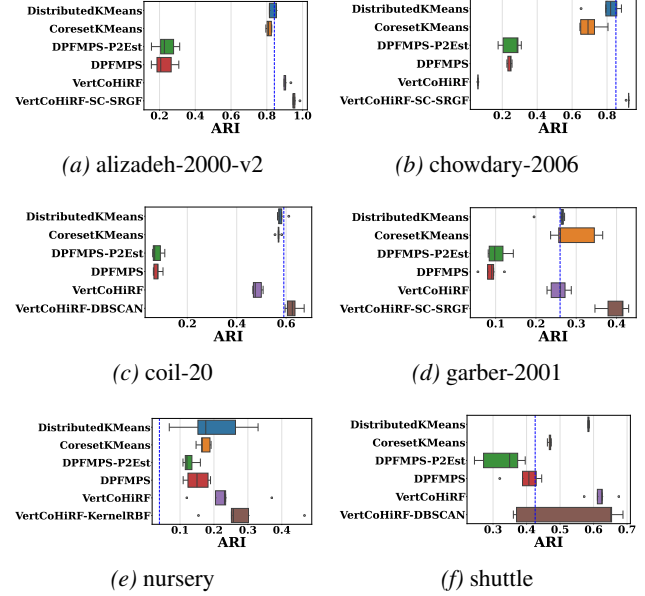 DistributedKMeans
CoresetKMeans
DPFMPS-P2Est
DPFMPS
VertCoHiRF
VertCoHiRF-SC-SRGF
0.2 0.4 0.6 0.8 1.0
ARI
(a) alizadeh-2000-v2
DistributedKMeans
CoresetKMeans
DPFMPS-P2Est
DPFMPS
VertCoHiRF
VertCoHiRF-SC-SRGF
0.2 0.4 0.6 0.8
ARI
(b) chowdary-2006
DistributedKMeans
CoresetKMeans
DPFMPS-P2Est
DPFMPS
VertCoHiRF
VertCoHiRF-DBSCAN
0.2 0.4 0.6
ARI
(c) coil-20
DistributedKMeans
CoresetKMeans
DPFMPS-P2Est
DPFMPS
VertCoHiRF
VertCoHiRF-SC-SRGF
0.1 0.2 0.3 0.4
ARI
(d) garber-2001
DistributedKMeans
CoresetKMeans
DPFMPS-P2Est
DPFMPS
VertCoHiRF
VertCoHiRF-KernelRBF
0.1 0.2 0.3 0.4
ARI
(e) nursery
DistributedKMeans
CoresetKMeans
DPFMPS-P2Est
DPFMPS
VertCoHiRF
VertCoHiRF-DBSCAN
0.3 0.4 0.5 0.6 0.7
ARI
(f) shuttle